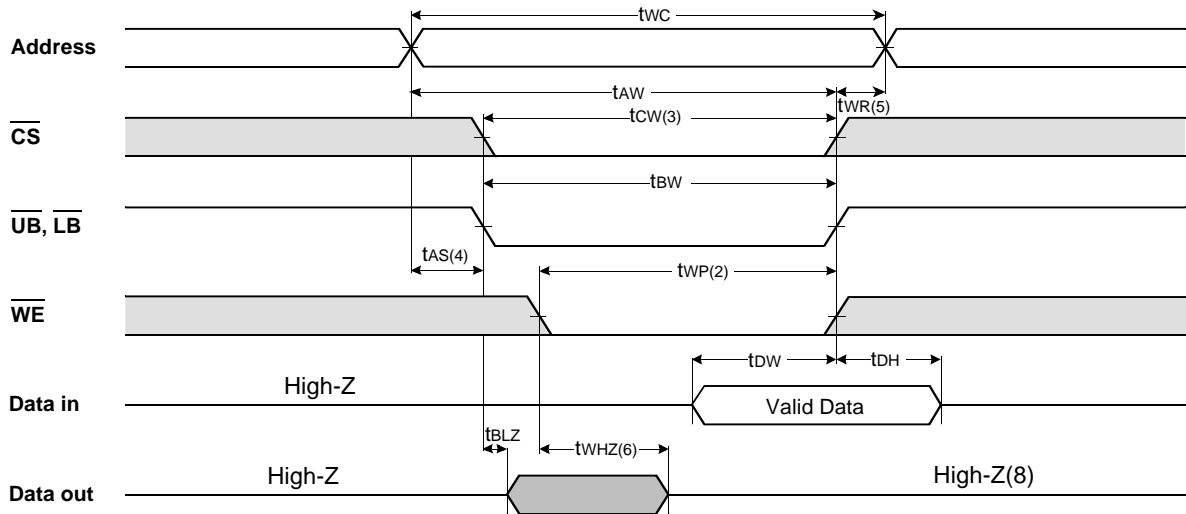 tWC
Address
tAW
tWR(5)
tCW(3)
CS
tBW
UB, LB
tAS(4)
tWP(2)
WE
tDW
tDH
High-Z
Data in
Valid Data
tBLZ
tWHZ(6)
High-Z
High-Z(8)
Data out